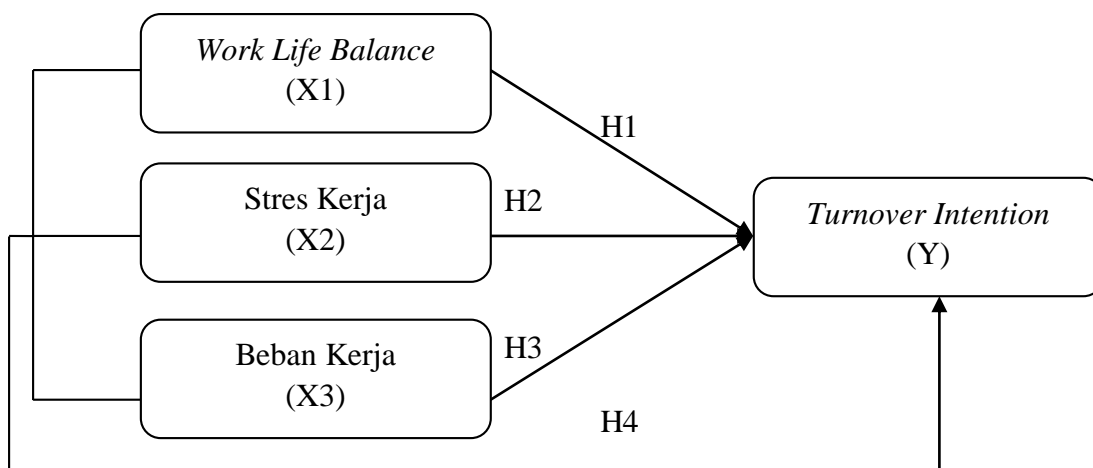 Work Life Balance
(X1)
H1
Stres Kerja
(X2)
H2
Turnover Intention
(Y)
Beban Kerja
(X3)
H3
H4